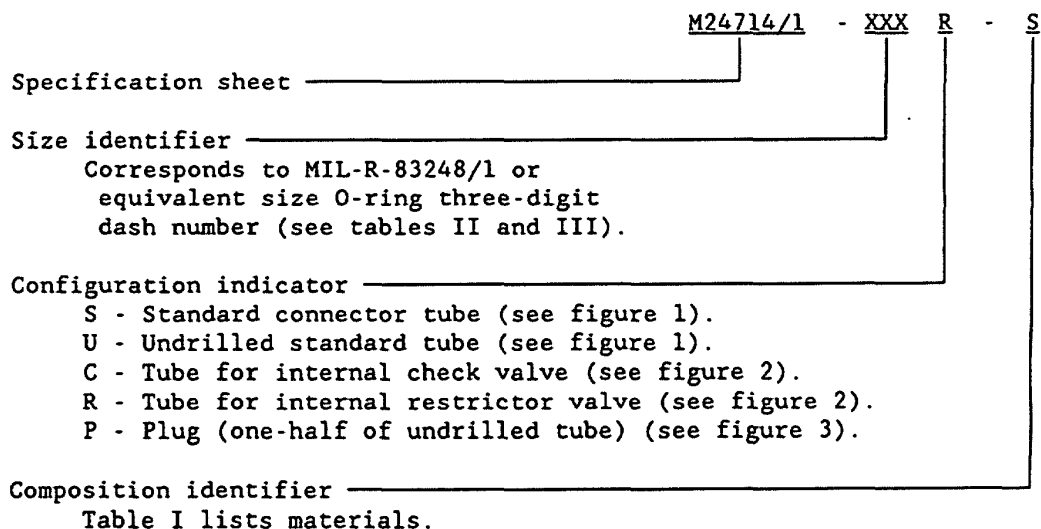 M24714/1 - XXX R - S
Specification sheet
Size identifier
Corresponds to MIL-R-83248/1 or
equivalent size O-ring three-digit
dash number (see tables II and III).
Configuration indicator
S - Standard connector tube (see figure 1).
U - Undrilled standard tube (see figure 1).
C - Tube for internal check valve (see figure 2).
R - Tube for internal restrictor valve (see figure 2).
P - Plug (one-half of undrilled tube) (see figure 3).
Composition identifier
Table I lists materials.